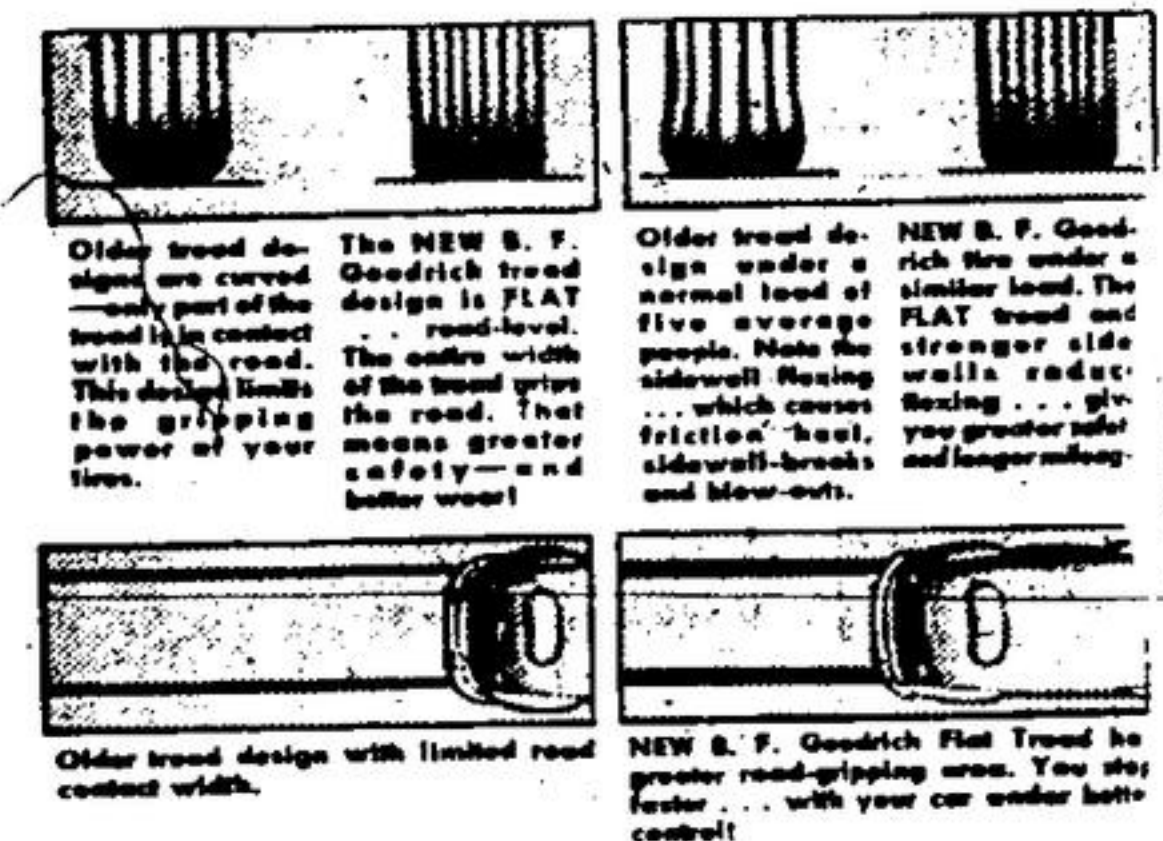 Older tread de-
signs are curved
—only part of the
tread is in contact
with the road.
This design limits
the gripping
power of your
tires.
The NEW B. F.
Goodrich tread
design is FLAT
. . road-level.
The entire width
of the tread grips
the road. That
means greater
safety—and
better wear!
Older tread de-
sign under a
normal load of
five average
people. Note the
sidewall flexing
... which causes
friction heat,
sidewall-breaks
and blow-outs.
NEW B. F. Good-
rich tire under a
similar load. The
FLAT tread and
stronger side
walls reduc
flexing . . . giv
you greater safet
and longer mileag
Older tread design with limited road
contact width.
NEW B. F. Goodrich Flat Tread ha
greater road-gripping area. You stop
faster . . . with your car under bette
control!